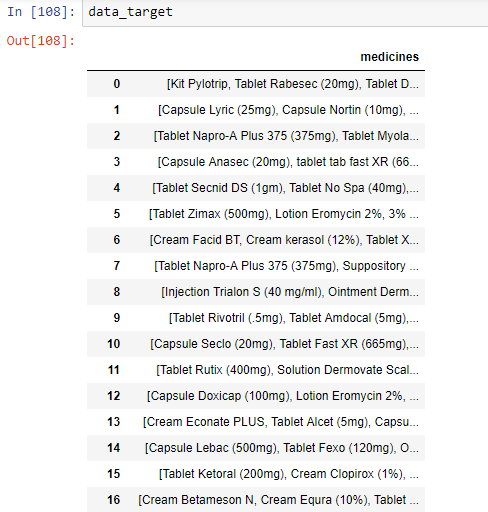 In [108]: data_target
Out[108]:
medicines
0 [Kit Pylotrip, Tablet Rabesec (20mg), Tablet D...
1 [Capsule Lyric (25mg), Capsule Nortin (10mg), ...
2 [Tablet Napro-A Plus 375 (375mg), Tablet Myola...
3 [Capsule Anasec (20mg), tablet tab fast XR (66...
4 [Tablet Secnid DS (1gm), Tablet No Spa (40mg),...
5 [Tablet Zimax (500mg), Lotion Eromycin 2%, 3% ...
6 [Cream Facid BT, Cream kerasol (12%), Tablet X...
7 [Tablet Napro-A Plus 375 (375mg), Suppository ...
8 [Injection Trialon S (40 mg/ml), Ointment Derm...
9 [Tablet Rivotril (.5mg), Tablet Amdocal (5mg),...
10 [Capsule Seclo (20mg), Tablet Fast XR (665mg),...
11 [Tablet Rutix (400mg), Solution Dermovate Scal...
12 [Capsule Doxicap (100mg), Lotion Eromycin 2%, ...
13 [Cream Econate PLUS, Tablet Alcet (5mg), Capsu...
14 [Capsule Lebac (500mg), Tablet Fexo (120mg), O...
15 [Tablet Ketoral (200mg), Cream Clopirox (1%), ...
16 [Cream Betameson N, Cream Equra (10%), Tablet ...